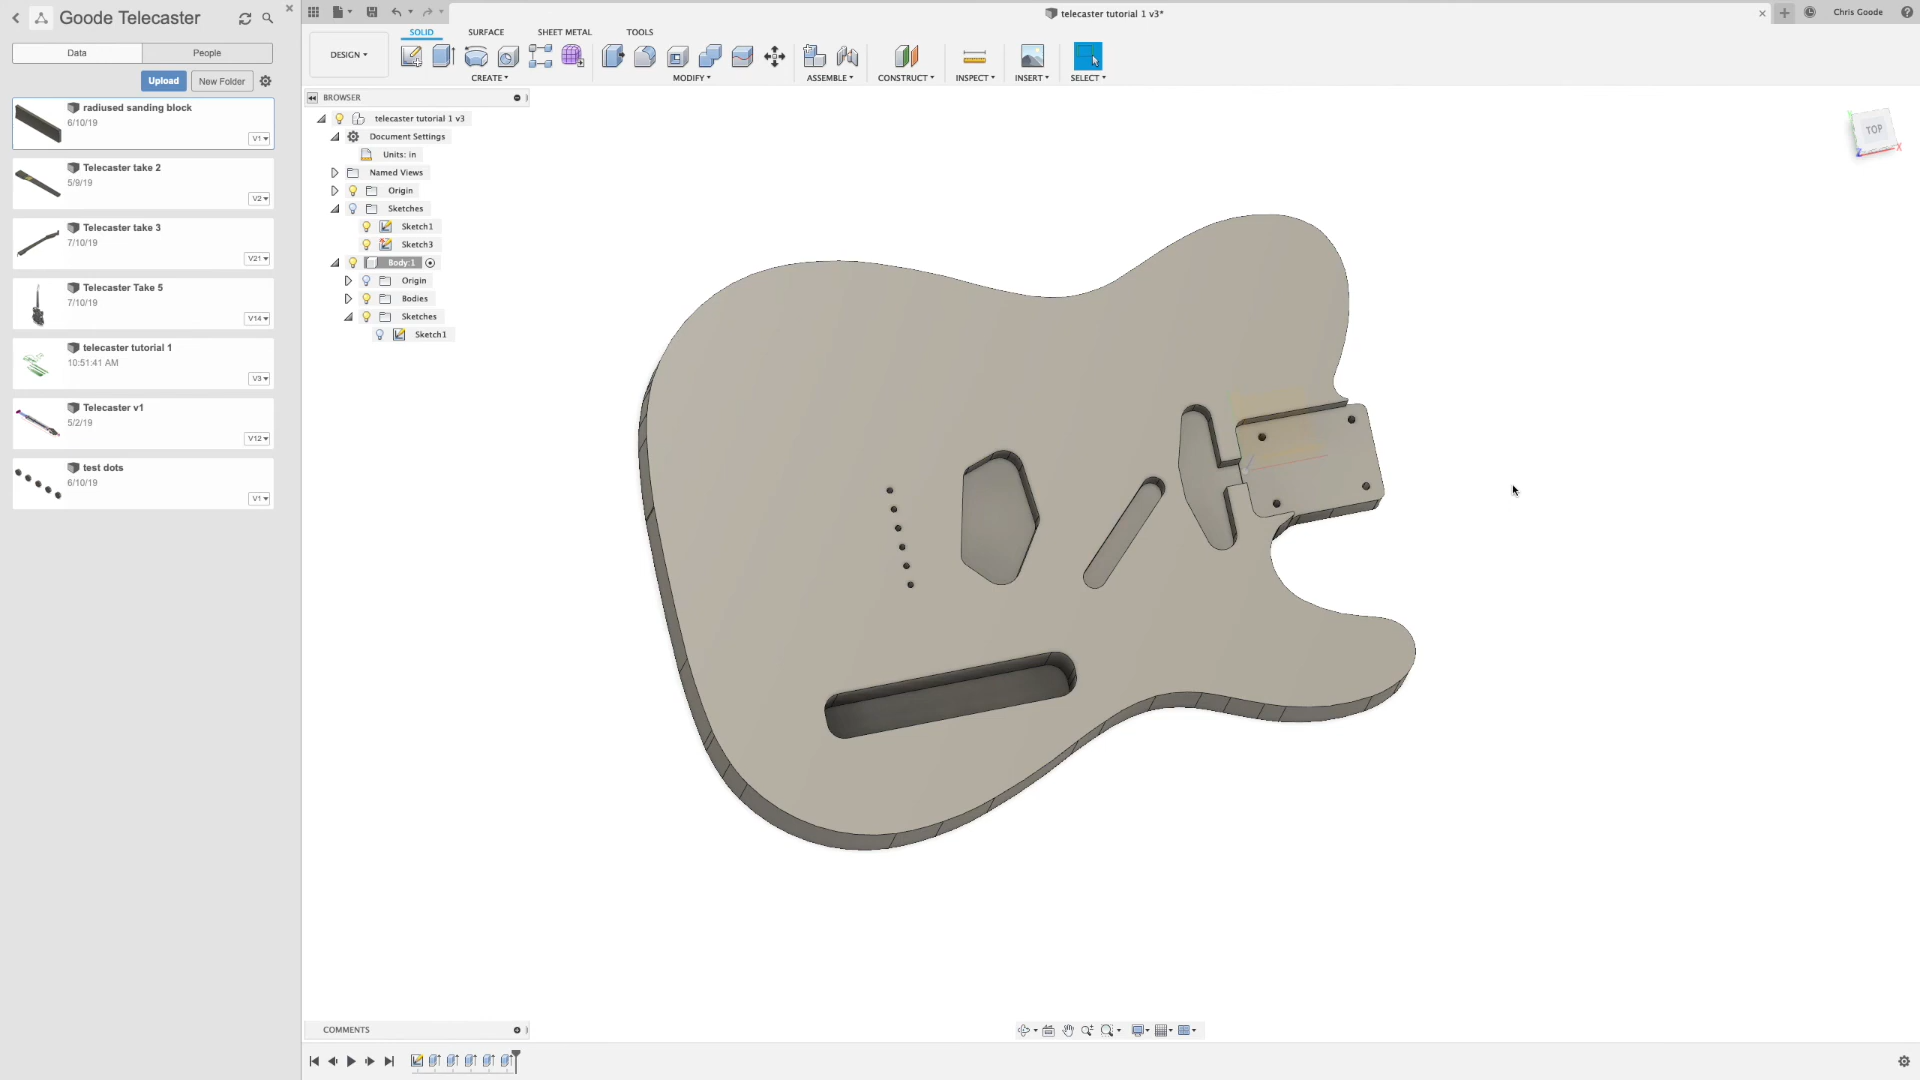 Goode Telecaster
Data
People
Upload
New Folder
radiused sanding block
6/10/19
V1
Telecaster take 2
5/9/19
V2
Telecaster take 3
7/10/19
V21
Telecaster Take 5
7/10/19
V14
telecaster tutorial 1
10:51:41 AM
V3
Telecaster v1
5/2/19
V12
test dots
6/10/19
V1
telecaster tutorial 1 v3*
Chris Goode
DESIGN
SOLID
SURFACE
SHEET METAL
TOOLS
CREATE
MODIFY
ASSEMBLE
CONSTRUCT
INSPECT
INSERT
SELECT
BROWSER
telecaster tutorial 1 v3
Document Settings
Units: in
Named Views
Origin
Sketches
Sketch1
Sketch3
Body:1
Origin
Bodies
Sketches
Sketch1
TOP
X
Z
COMMENTS